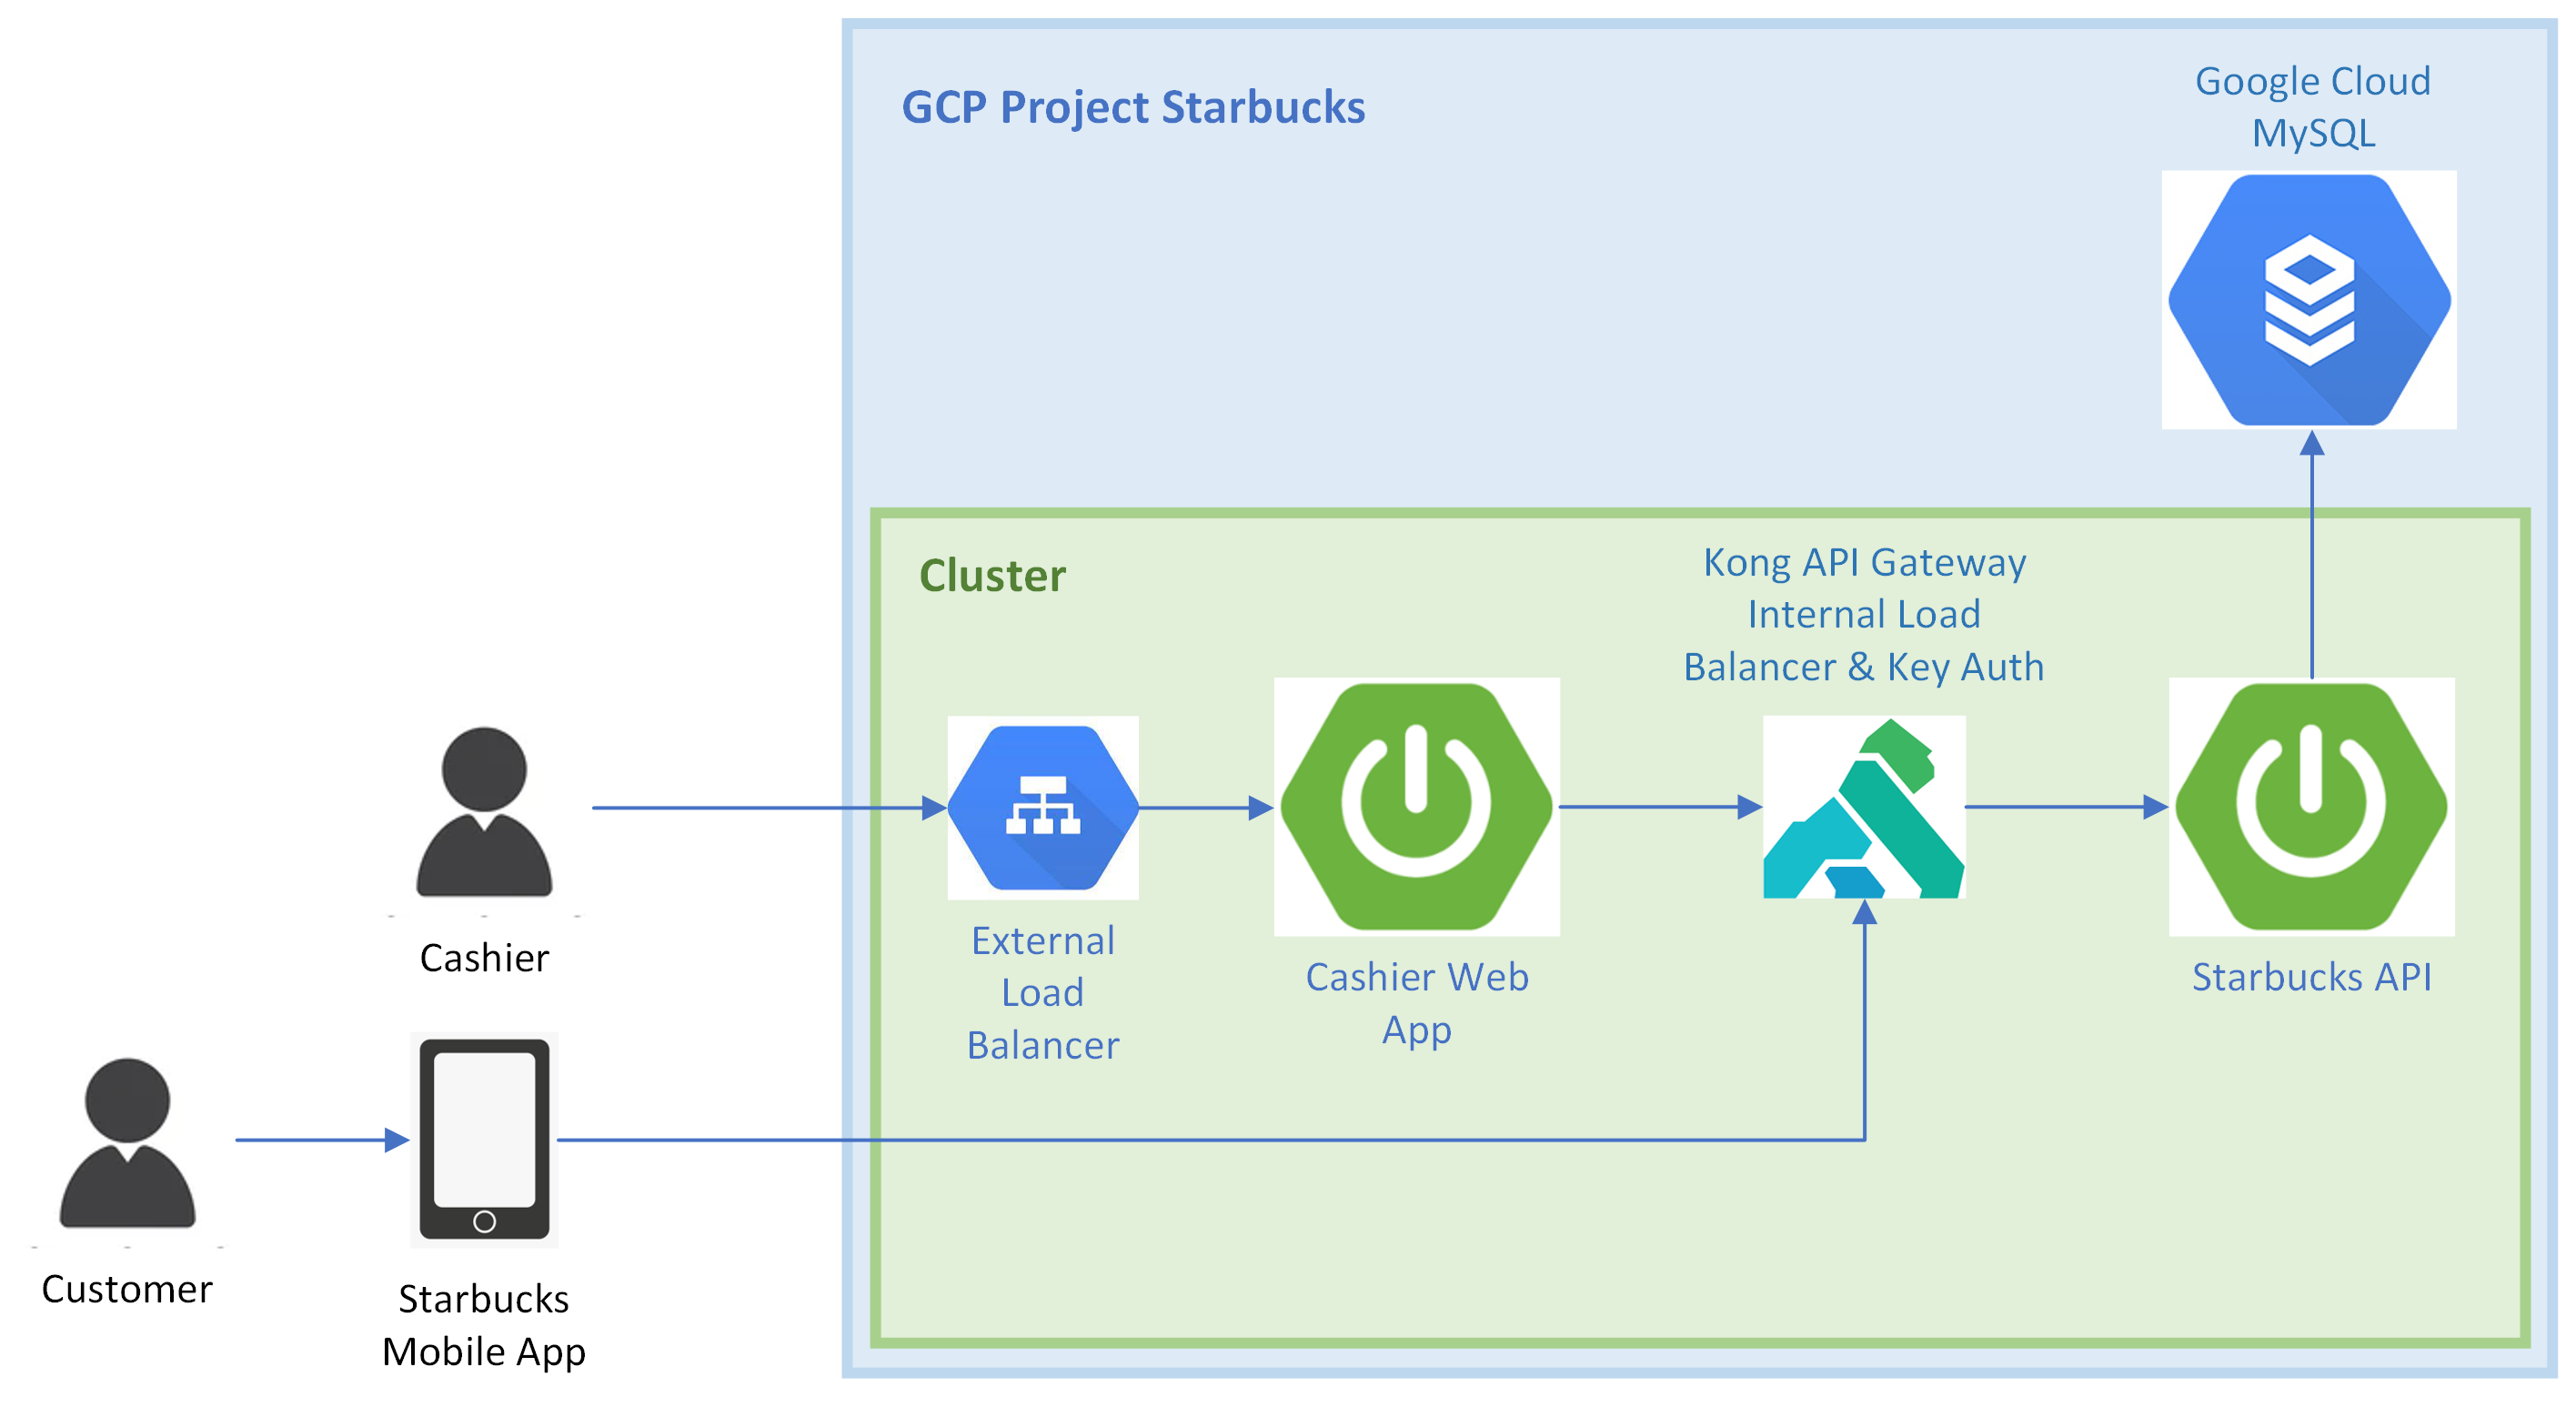 GCP Project Starbucks
Google Cloud
MySQL
Cluster
Kong API Gateway
Internal Load
Balancer & Key Auth
Cashier
External
Load
Balancer
Cashier Web
App
Starbucks API
Customer
Starbucks
Mobile App